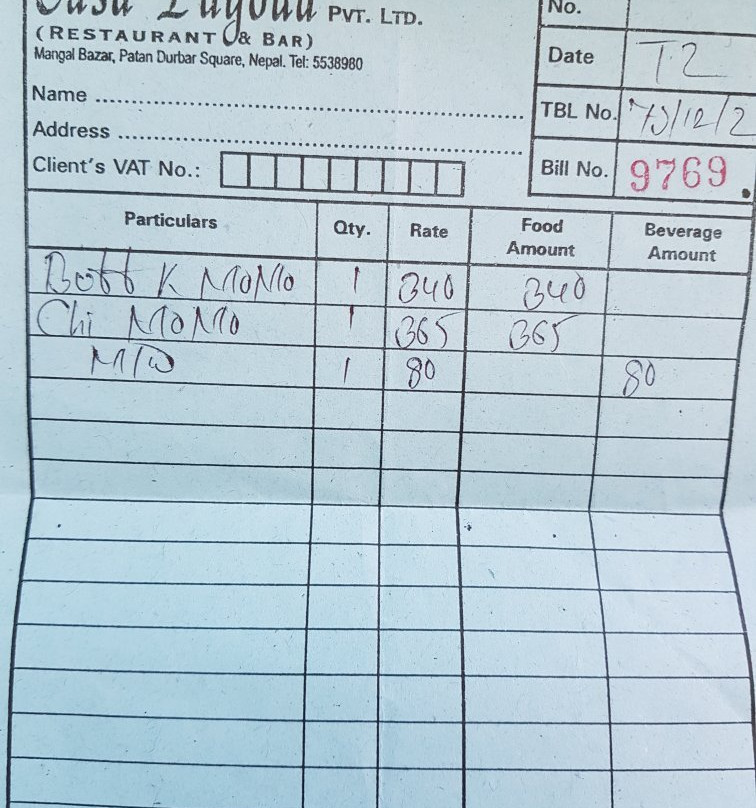 PVT. LTD.
(RESTAURANT & BAR)
Mangal Bazar, Patan Durbar Square, Nepal. Tel: 5538980
No.
Date T2
TBL No. 75/12/2
Bill No. 9769
Name
Address
Client's VAT No.:
Particulars Qty. Rate Food Amount Beverage Amount
Buff K MoMo 1 340 340
Chi MoMo 1 365 365
M/W 1 80 80